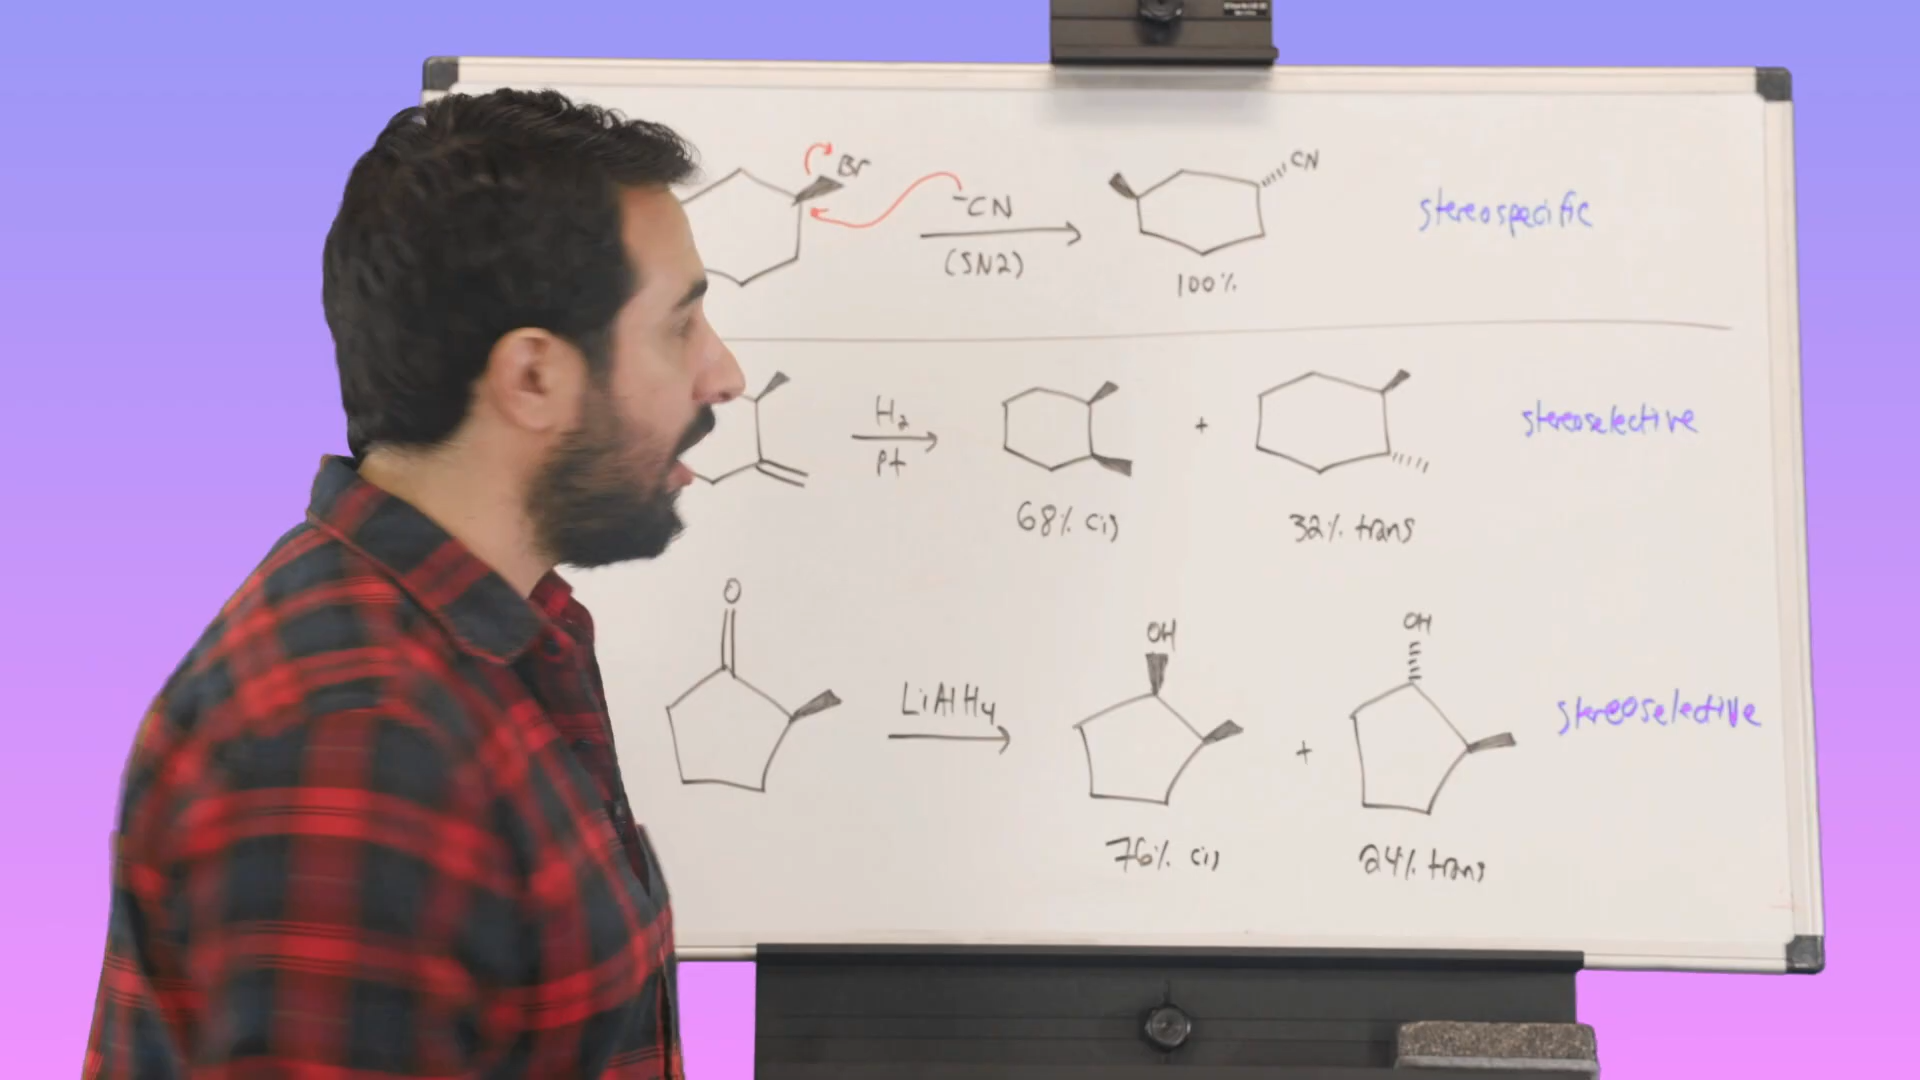 Br
⁻CN
(SN2)
CN
100%
stereospecific
H₂
Pt
+
68% cis
32% trans
stereoselective
O
LiAlH₄
OH
+
OH
76% cis
24% trans
stereoselective